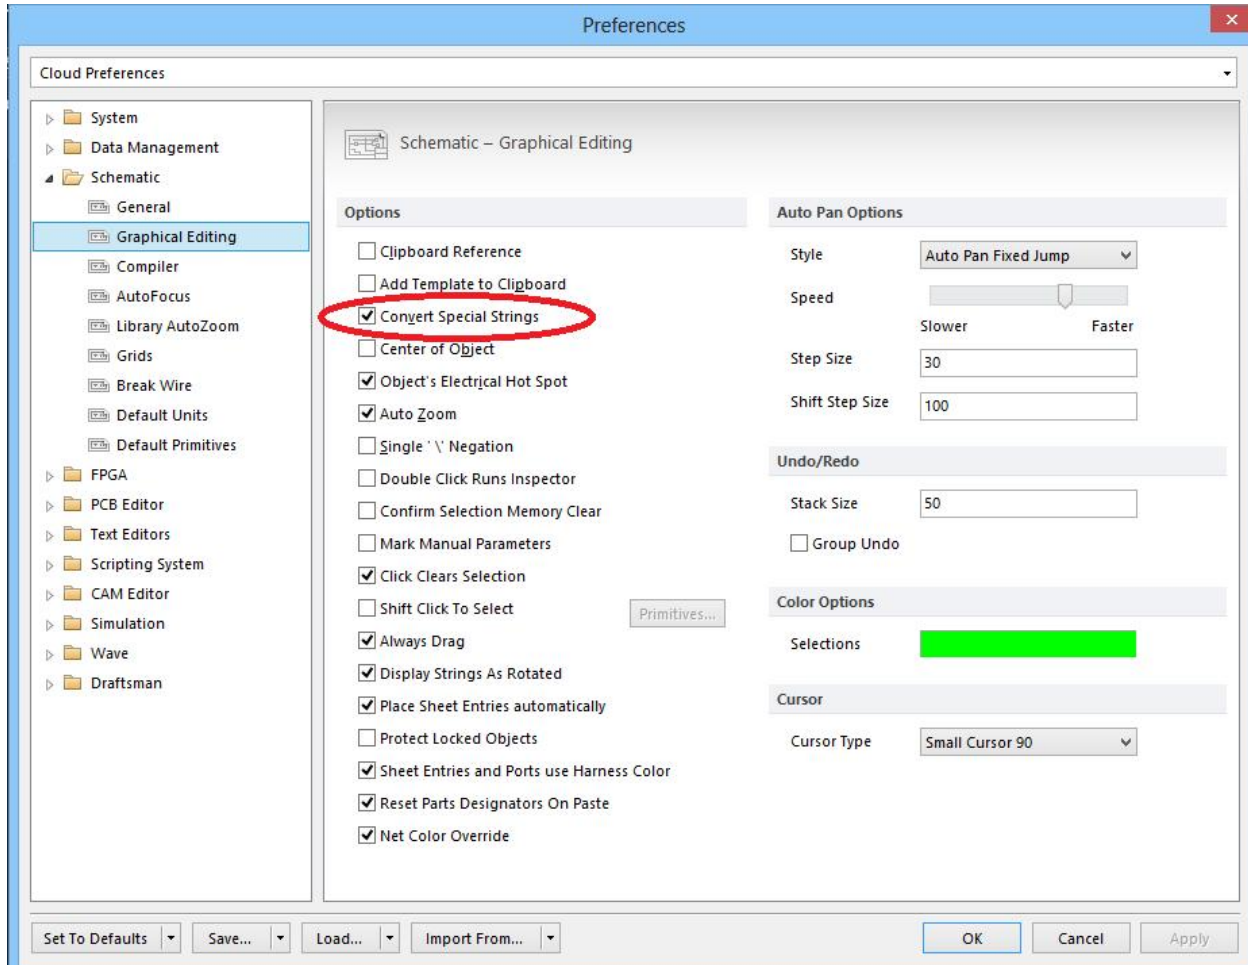 Preferences
Cloud Preferences
System
Data Management
Schematic
General
Graphical Editing
Compiler
AutoFocus
Library AutoZoom
Grids
Break Wire
Default Units
Default Primitives
FPGA
PCB Editor
Text Editors
Scripting System
CAM Editor
Simulation
Wave
Draftsman
Schematic – Graphical Editing
Options
Clipboard Reference
Add Template to Clipboard
Convert Special Strings
Center of Object
Object's Electrical Hot Spot
Auto Zoom
Single '\' Negation
Double Click Runs Inspector
Confirm Selection Memory Clear
Mark Manual Parameters
Click Clears Selection
Shift Click To Select
Primitives...
Always Drag
Display Strings As Rotated
Place Sheet Entries automatically
Protect Locked Objects
Sheet Entries and Ports use Harness Color
Reset Parts Designators On Paste
Net Color Override
Auto Pan Options
Style Auto Pan Fixed Jump
Speed
Slower Faster
Step Size 30
Shift Step Size 100
Undo/Redo
Stack Size 50
Group Undo
Color Options
Selections
Cursor
Cursor Type Small Cursor 90
Set To Defaults Save... Load... Import From... OK Cancel Apply